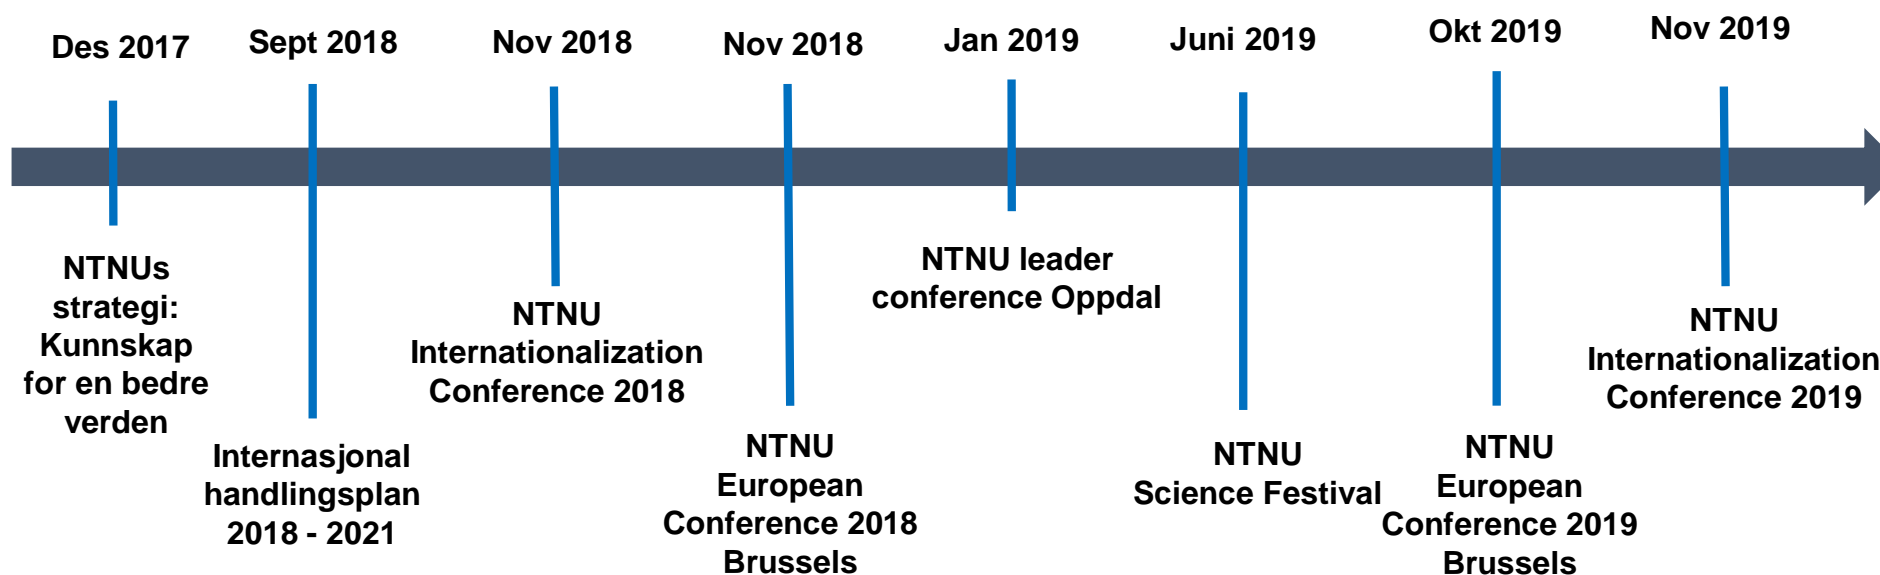 Des 2017
Sept 2018
Nov 2018
Nov 2018
Jan 2019
Juni 2019
Okt 2019
Nov 2019
NTNUs
strategi:
Kunnskap
for en bedre
verden
Internasjonal
handlingsplan
2018 - 2021
NTNU
Internationalization
Conference 2018
NTNU
European
Conference 2018
Brussels
NTNU leader
conference Oppdal
NTNU
Science Festival
NTNU
European
Conference 2019
Brussels
NTNU
Internationalization
Conference 2019